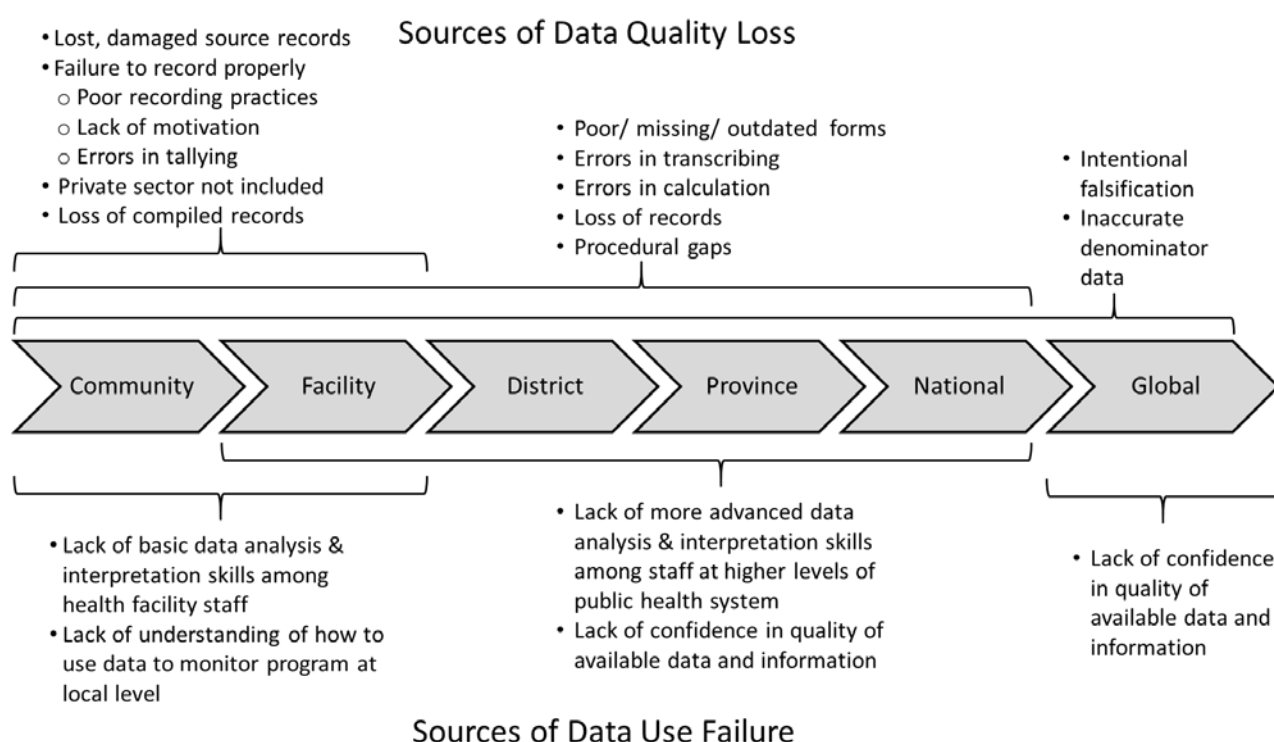 Sources of Data Quality Loss
• Lost, damaged source records
• Failure to record properly
o Poor recording practices
o Lack of motivation
o Errors in tallying
• Private sector not included
• Loss of compiled records
• Poor/ missing/ outdated forms
• Errors in transcribing
• Errors in calculation
• Loss of records
• Procedural gaps
• Intentional
falsification
• Inaccurate
denominator
data
Community
Facility
District
Province
National
Global
• Lack of basic data analysis &
interpretation skills among
health facility staff
• Lack of understanding of how to
use data to monitor program at
local level
• Lack of more advanced data
analysis & interpretation skills
among staff at higher levels of
public health system
• Lack of confidence in quality of
available data and information
• Lack of confidence
in quality of
available data and
information
Sources of Data Use Failure